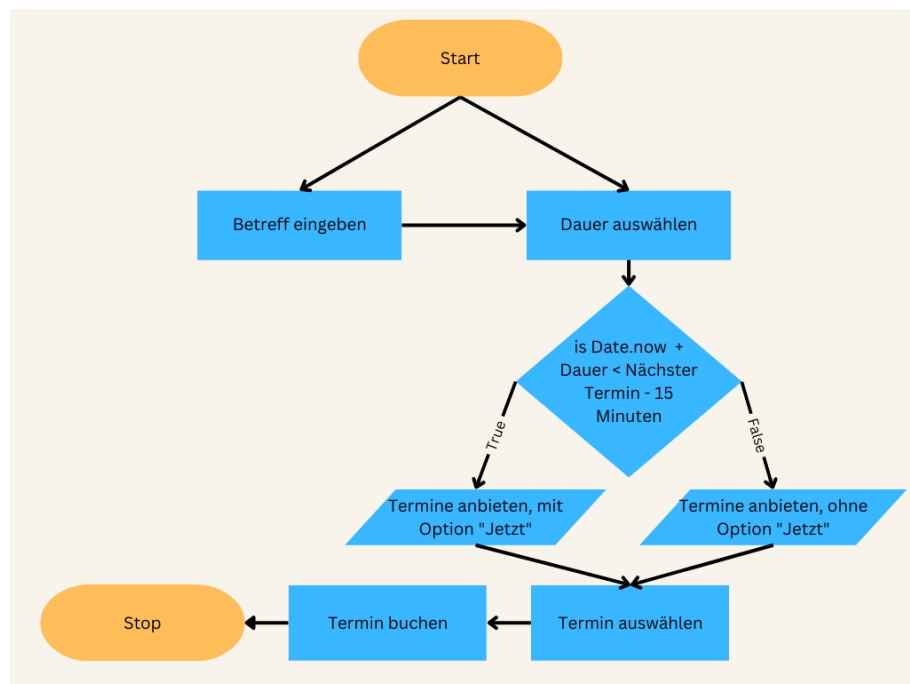 Start
Betreff eingeben
Dauer auswählen
is Date.now +
Dauer < Nächster
Termin - 15
Minuten
True
False
Termine anbieten, mit
Option "Jetzt"
Termine anbieten, ohne
Option "Jetzt"
Stop
Termin buchen
Termin auswählen